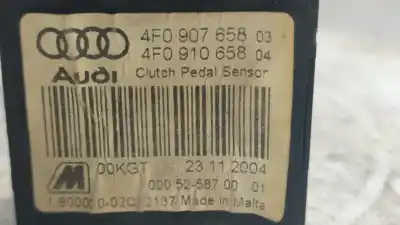 4F0 907 658 03
4F0 910 658 04
Audi Clutch Pedal Sensor
M 00KGT 23.11.2004
000 52-587 00 01
2137 Made in Malta